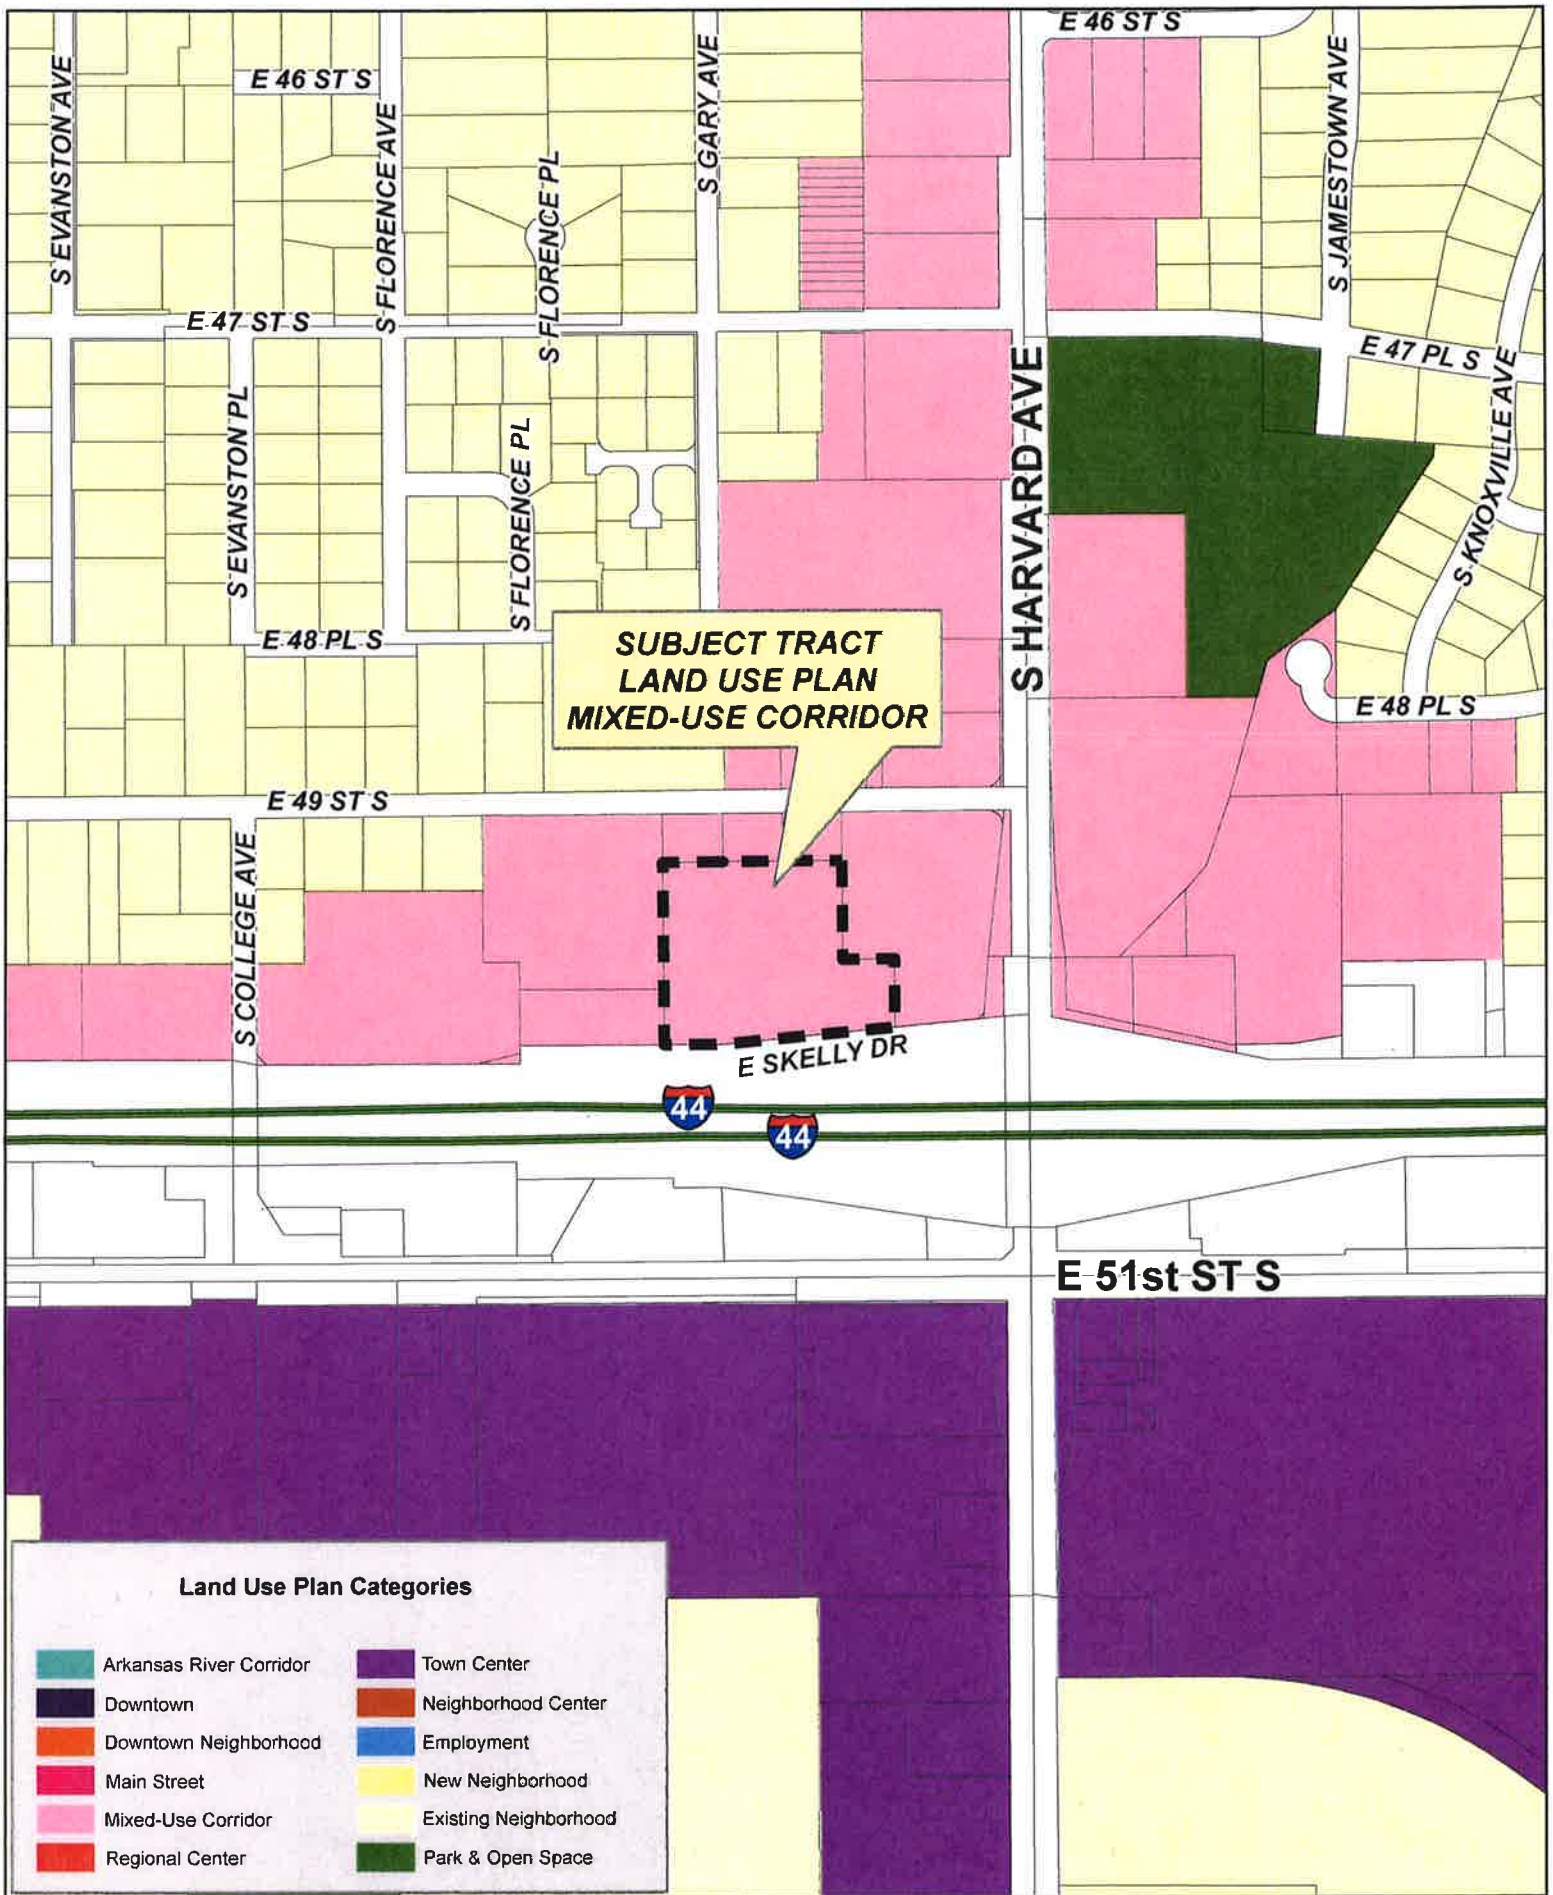 E 46 ST S
E 46 ST S
S EVANSTON AVE
S FLORENCE AVE
S FLORENCE PL
S GARY AVE
S JAMESTOWN AVE
E 47 ST S
E 47 PL S
S HARVARD AVE
S EVANSTON PL
S FLORENCE PL
S KNOXVILLE AVE
E 48 PL S
SUBJECT TRACT
LAND USE PLAN
MIXED-USE CORRIDOR
E 48 PL S
E 49 ST S
S COLLEGE AVE
E SKELLY DR
44
44
E 51st ST S
Land Use Plan Categories
Arkansas River Corridor
Downtown
Downtown Neighborhood
Main Street
Mixed-Use Corridor
Regional Center
Town Center
Neighborhood Center
Employment
New Neighborhood
Existing Neighborhood
Park & Open Space